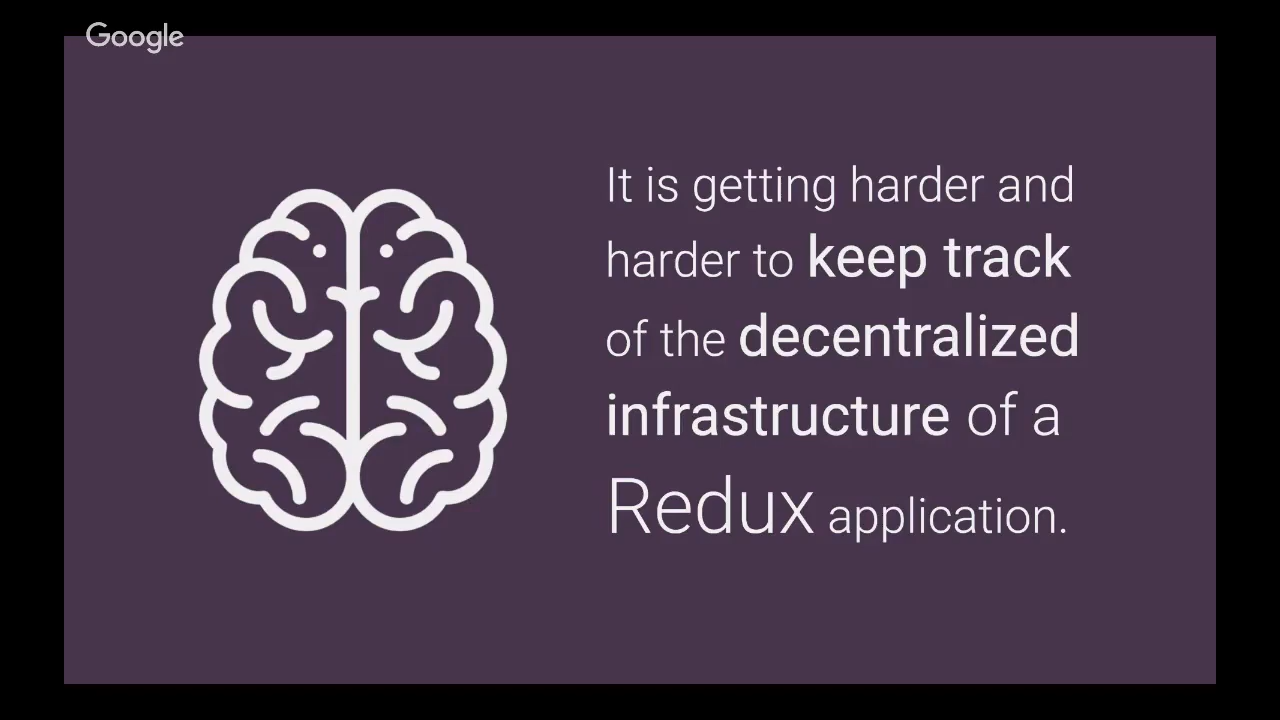 Google
It is getting harder and
harder to keep track
of the decentralized
infrastructure of a
Redux application.